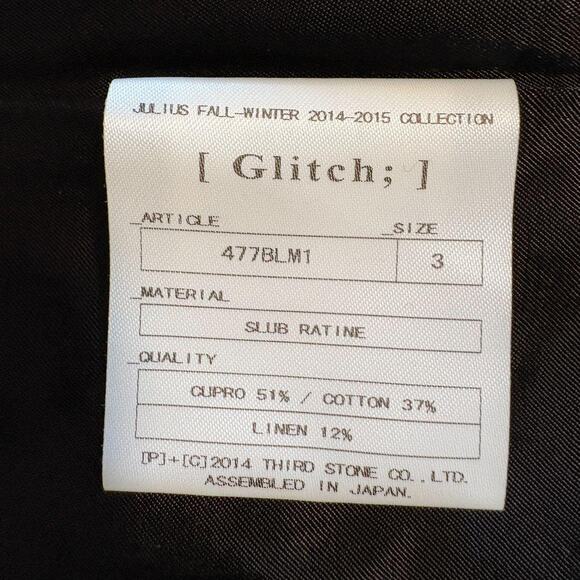 JULIUS FALL-WINTER 2014-2015 COLLECTION
[ Glitch; ]
_ARTICLE _SIZE
477BLM1 3
_MATERIAL
SLUB RATINE
_QUALITY
CUPRO 51% / COTTON 37%
LINEN 12%
[P]+[C]2014 THIRD STONE CO., LTD.
ASSEMBLED IN JAPAN.